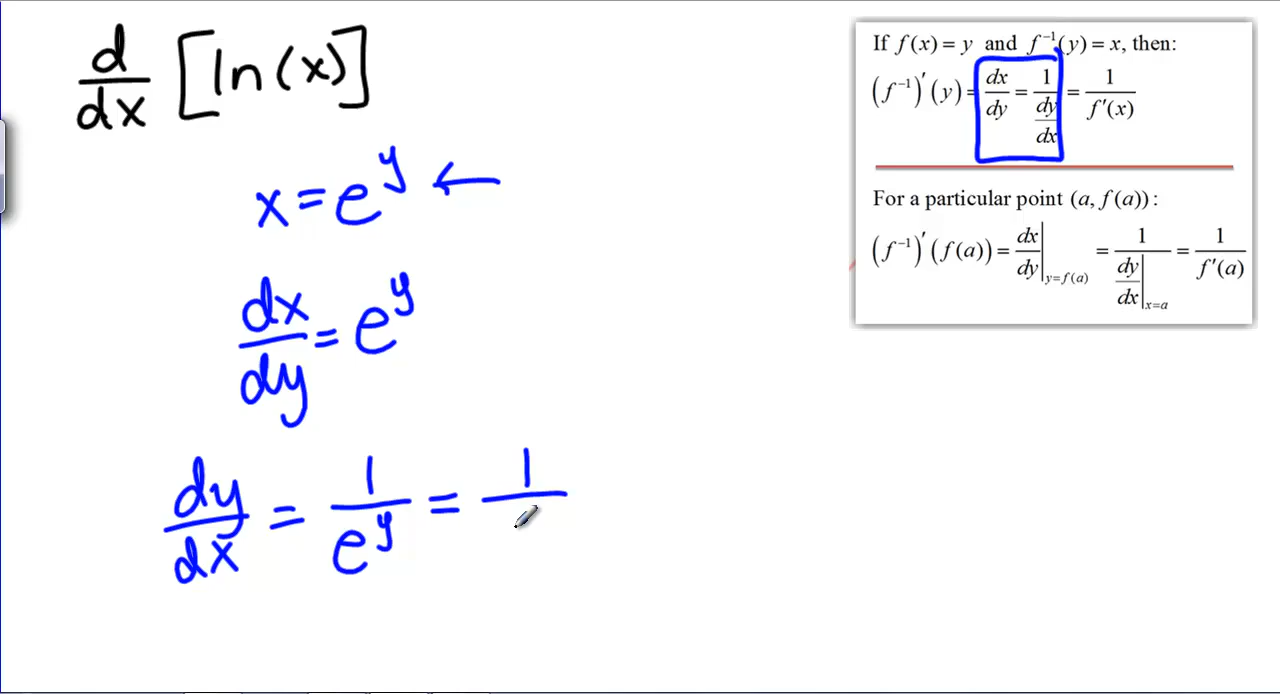 d/dx [ln(x)]
x = e^y ←
dx/dy = e^y
dy/dx = 1/e^y = 1/
If f(x) = y and f⁻¹(y) = x, then:
(f⁻¹)′(y) = dx/dy = 1/(dy/dx) = 1/f′(x)
For a particular point (a, f(a)):
(f⁻¹)′(f(a)) = dx/dy|y=f(a) = 1/(dy/dx|x=a) = 1/f′(a)